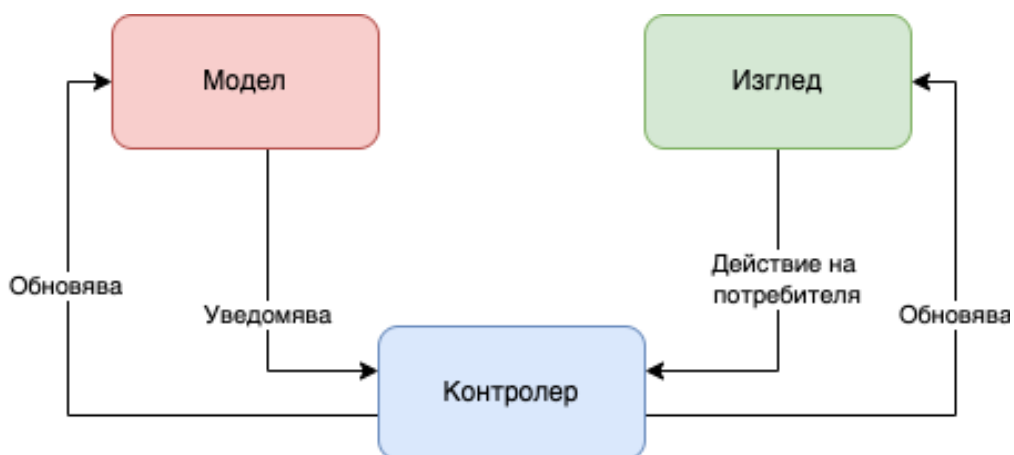 Модел
Изглед
Обновява
Уведомява
Действие на
потребителя
Обновява
Контролер